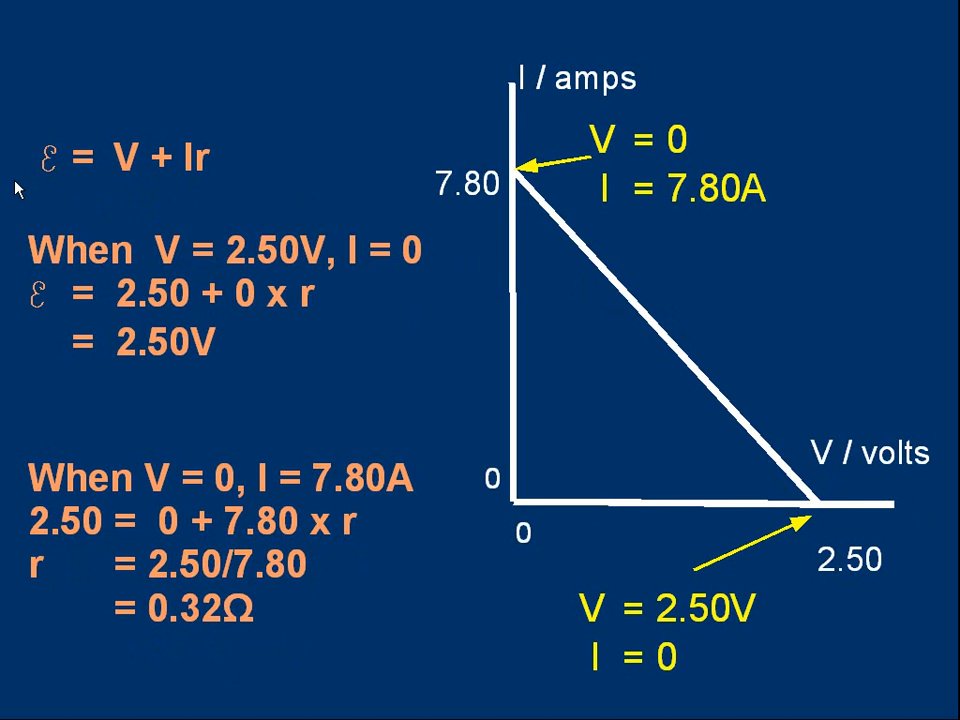 ℰ = V + Ir
When V = 2.50V, I = 0
ℰ = 2.50 + 0 x r
= 2.50V
When V = 0, I = 7.80A
2.50 = 0 + 7.80 x r
r = 2.50/7.80
= 0.32Ω
I / amps
V = 0
I = 7.80A
7.80
V / volts
0
0
2.50
V = 2.50V
I = 0